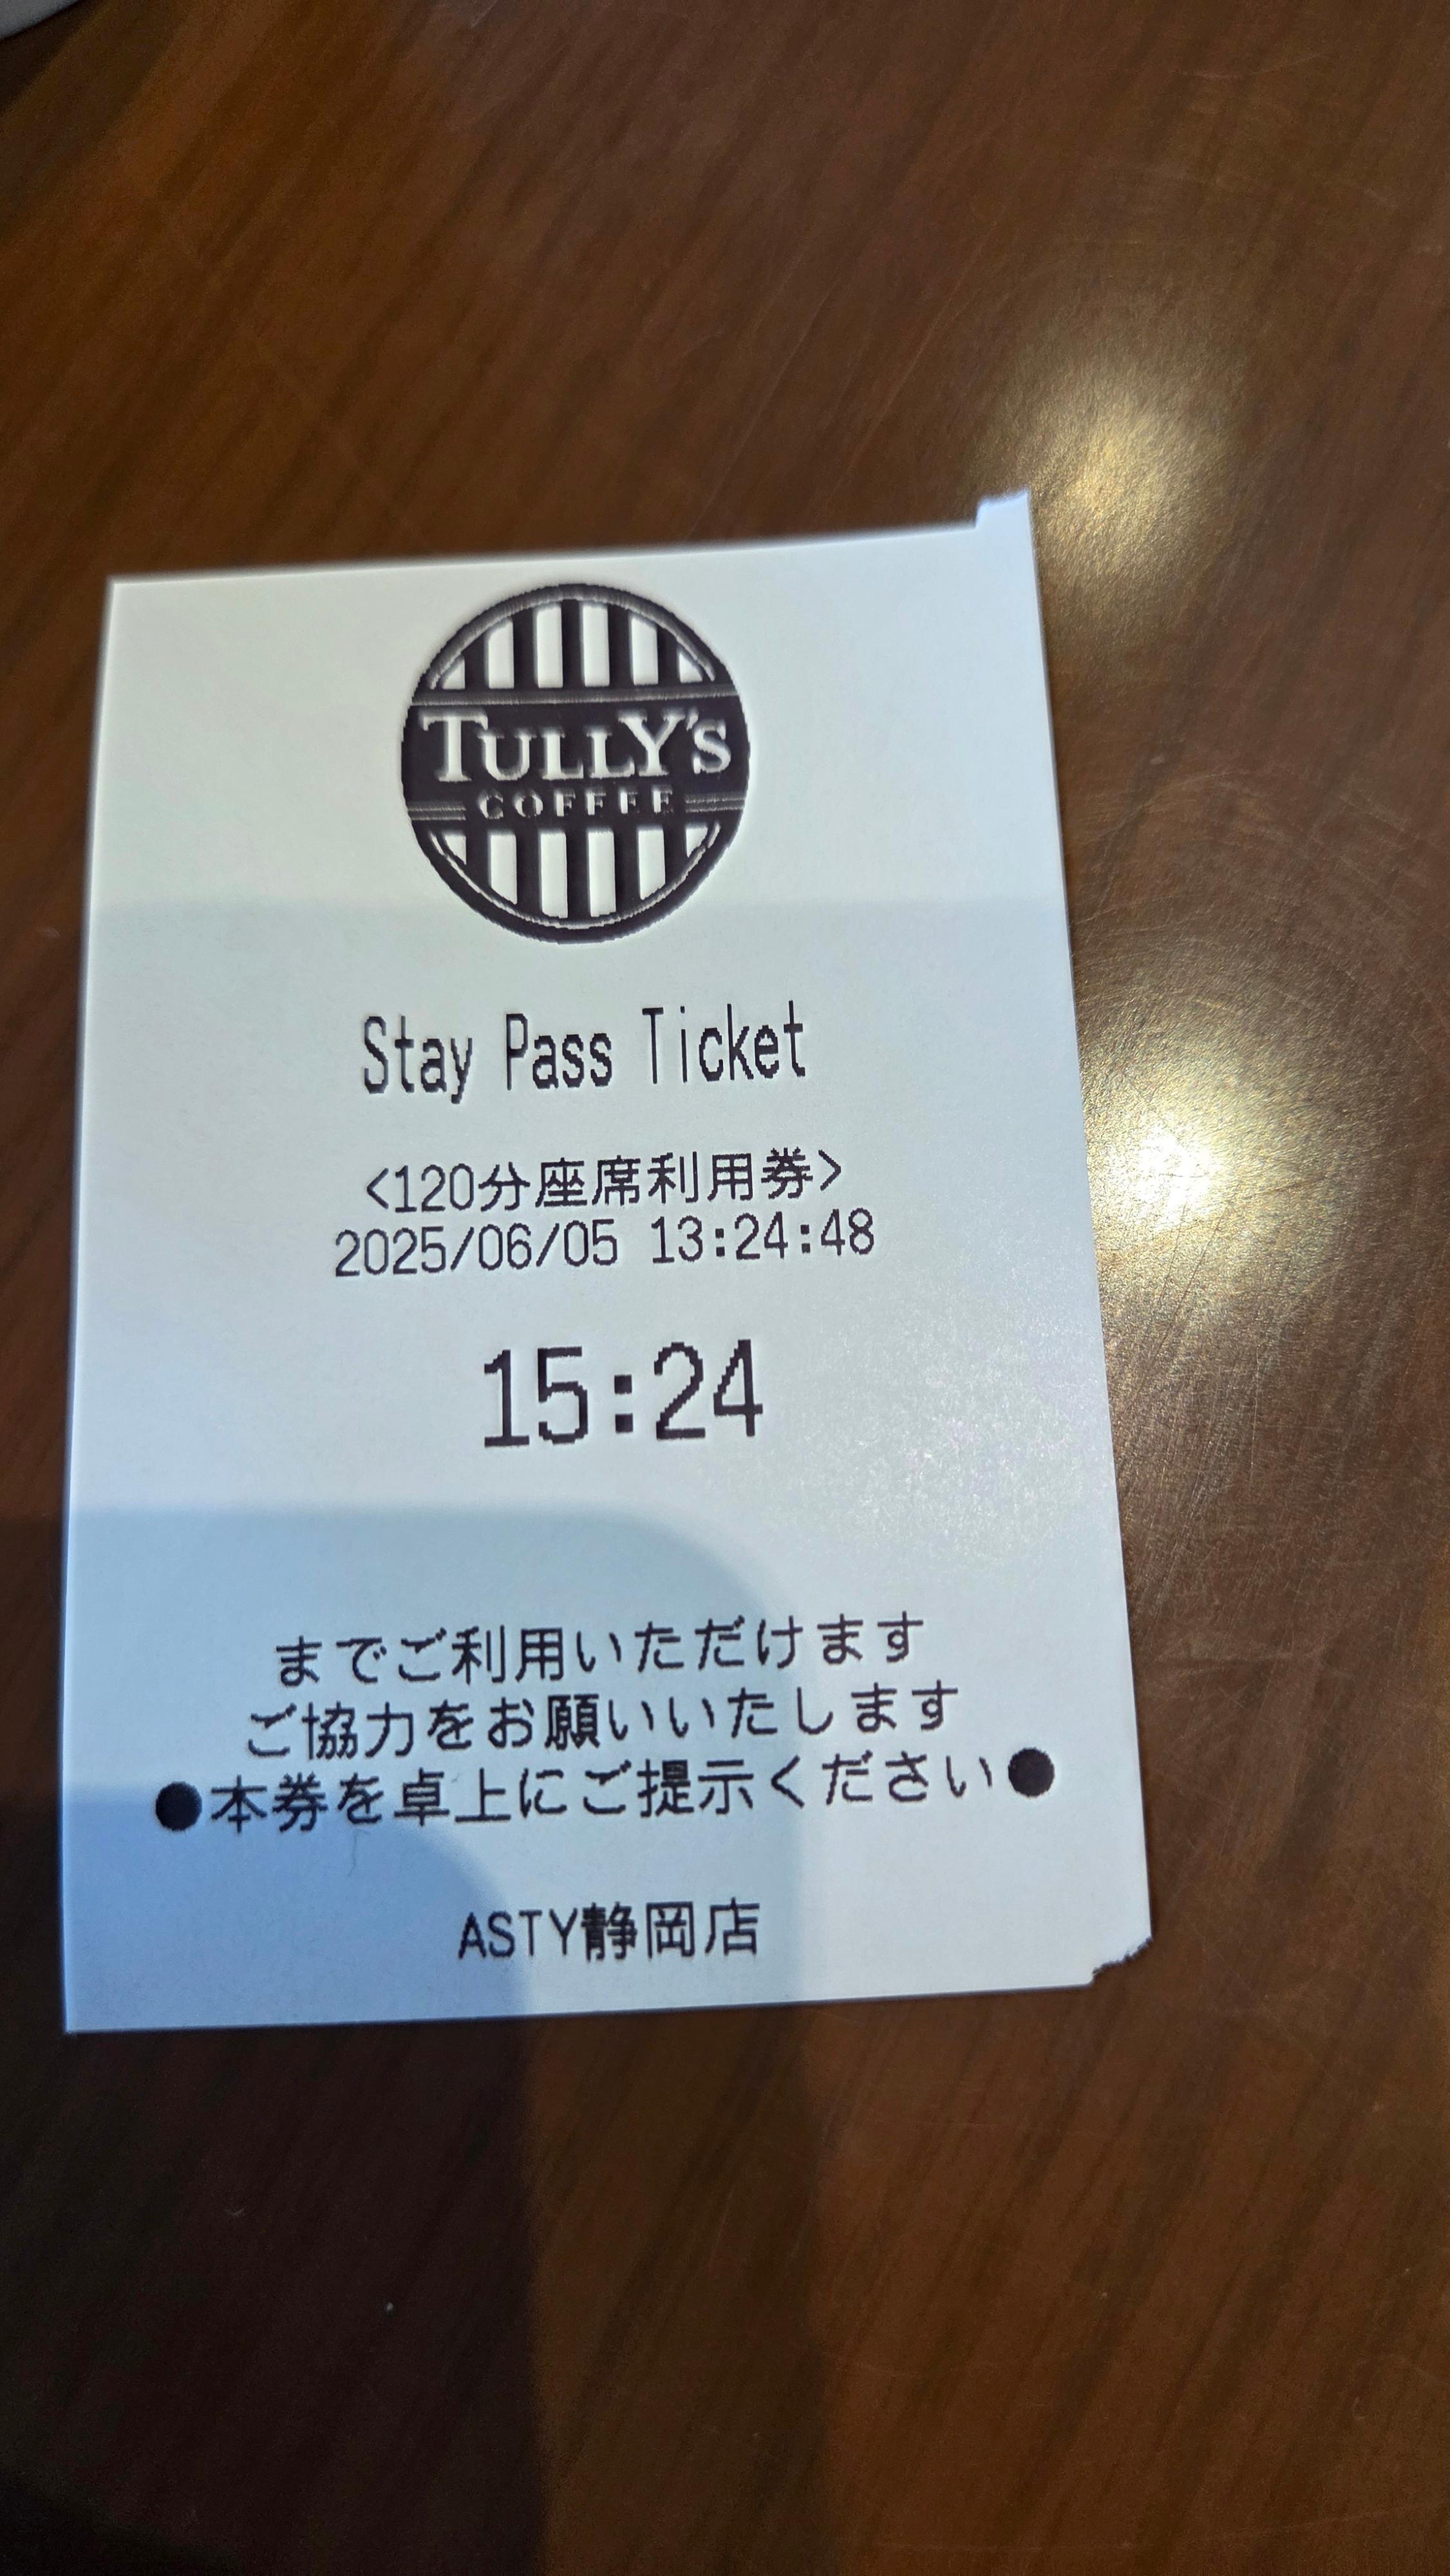 TULLY'S
COFFEE
Stay Pass Ticket
<120分座席利用券>
2025/06/05 13:24:48
15:24
までご利用いただけます
ご協力をお願いいたします
●本券を卓上にご提示ください●
ASTY静岡店